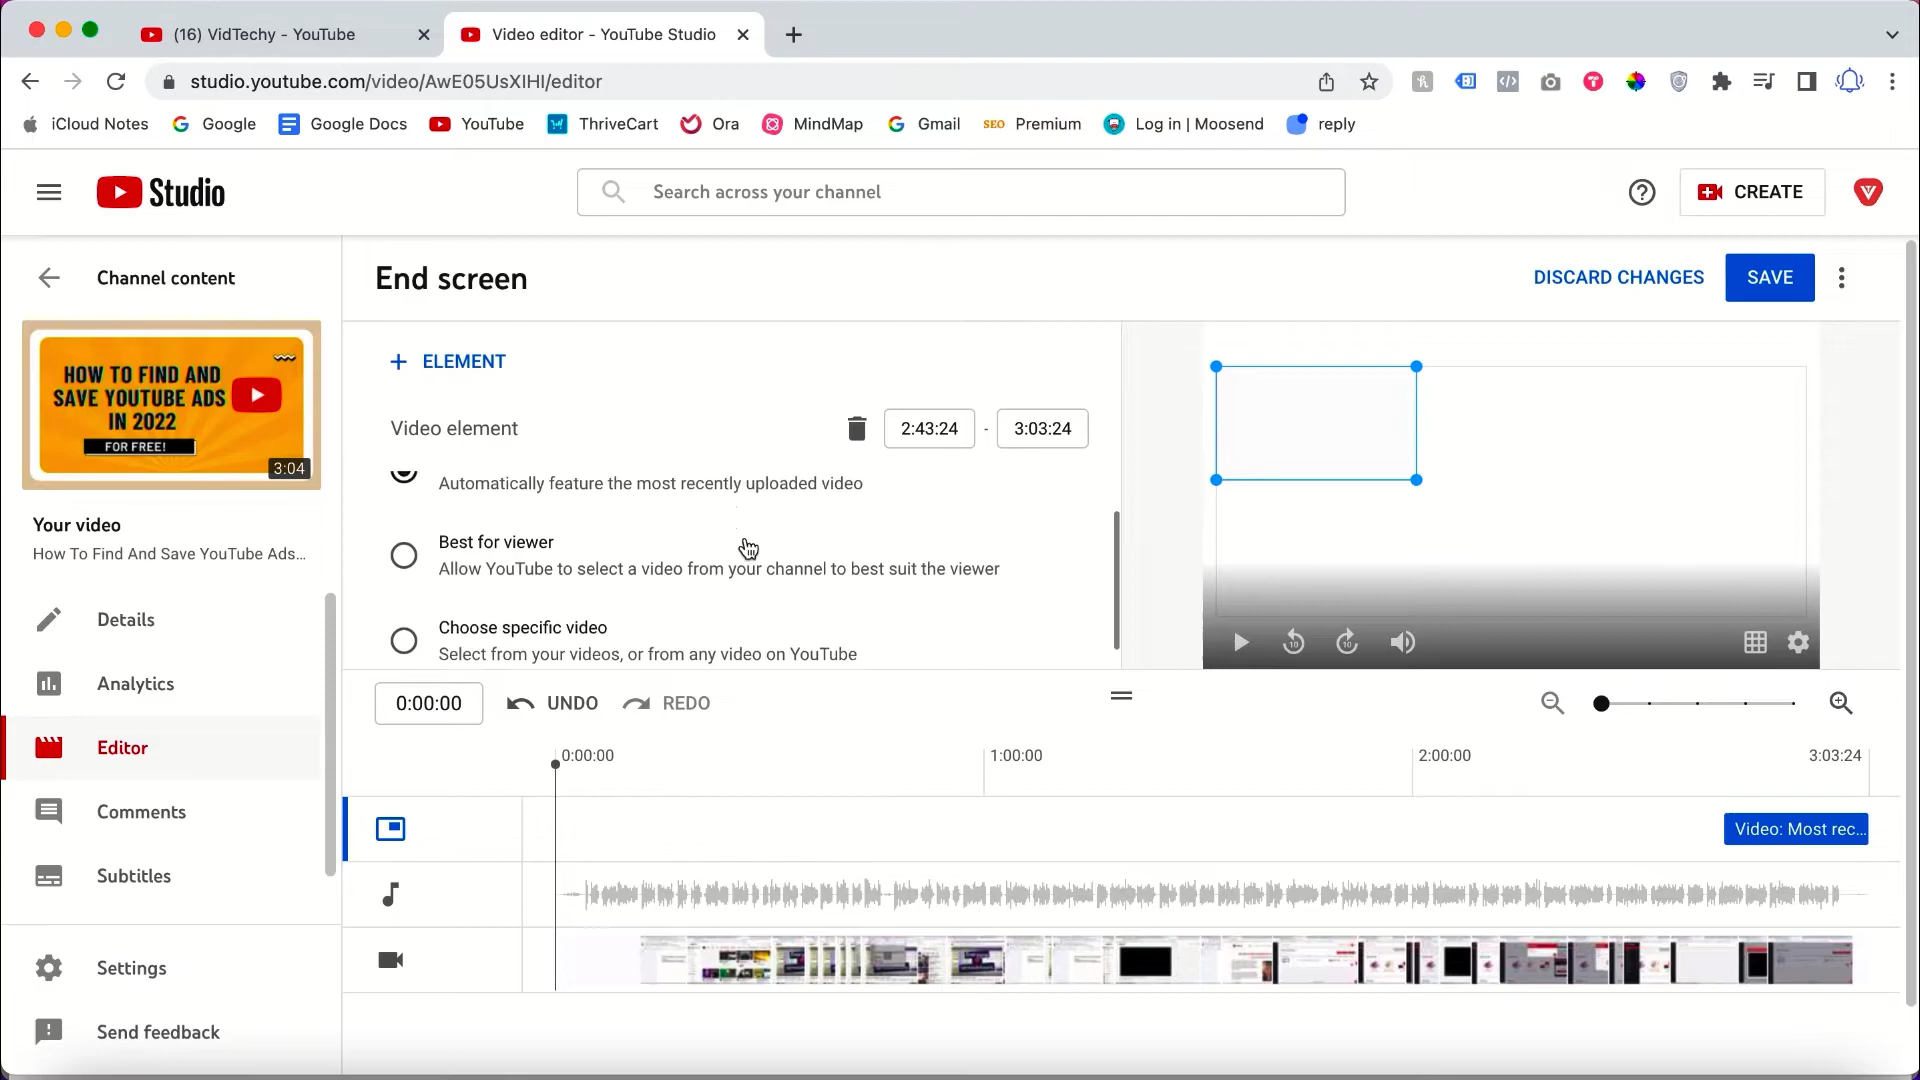 (16) VidTechy - YouTube
Video editor - YouTube Studio
studio.youtube.com/video/AwE05UsXIHI/editor
iCloud Notes
Google
Google Docs
YouTube
ThriveCart
Ora
MindMap
Gmail
SEO Premium
Log in | Moosend
reply
Studio
Search across your channel
CREATE
Channel content
End screen
DISCARD CHANGES
SAVE
HOW TO FIND AND
SAVE YOUTUBE ADS
IN 2022
FOR FREE!
3:04
Your video
How To Find And Save YouTube Ads...
Details
Analytics
Editor
Comments
Subtitles
Settings
Send feedback
+ ELEMENT
Video element
2:43:24 - 3:03:24
Automatically feature the most recently uploaded video
Best for viewer
Allow YouTube to select a video from your channel to best suit the viewer
Choose specific video
Select from your videos, or from any video on YouTube
10
10
0:00:00
UNDO
REDO
0:00:00
1:00:00
2:00:00
3:03:24
Video: Most rec...